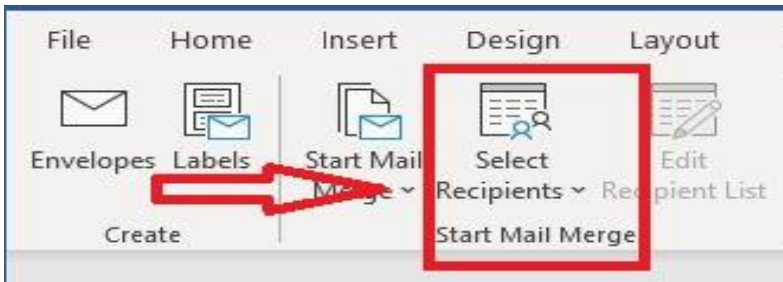 File Home Insert Design Layout
Envelopes Labels Start Mail Merge Select Recipients Edit Recipient List
Create Start Mail Merge